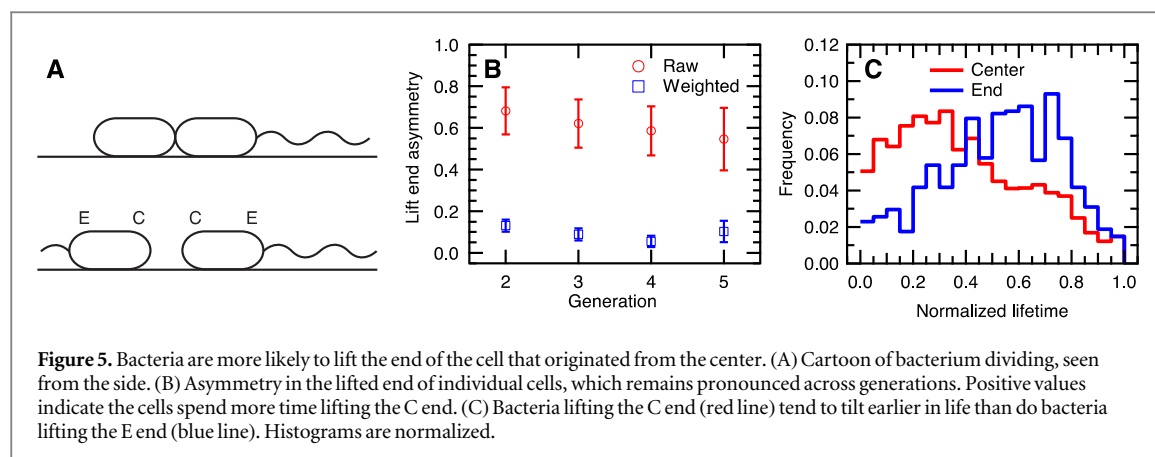 A
E C C E
B
Raw
Weighted
Lift end asymmetry
1.0
0.8
0.6
0.4
0.2
0.0
2 3 4 5
Generation
C
Center
End
Frequency
0.12
0.10
0.08
0.06
0.04
0.02
0.00
0.0 0.2 0.4 0.6 0.8 1.0
Normalized lifetime
Figure 5. Bacteria are more likely to lift the end of the cell that originated from the center. (A) Cartoon of bacterium dividing, seen
from the side. (B) Asymmetry in the lifted end of individual cells, which remains pronounced across generations. Positive values
indicate the cells spend more time lifting the C end. (C) Bacteria lifting the C end (red line) tend to tilt earlier in life than do bacteria
lifting the E end (blue line). Histograms are normalized.